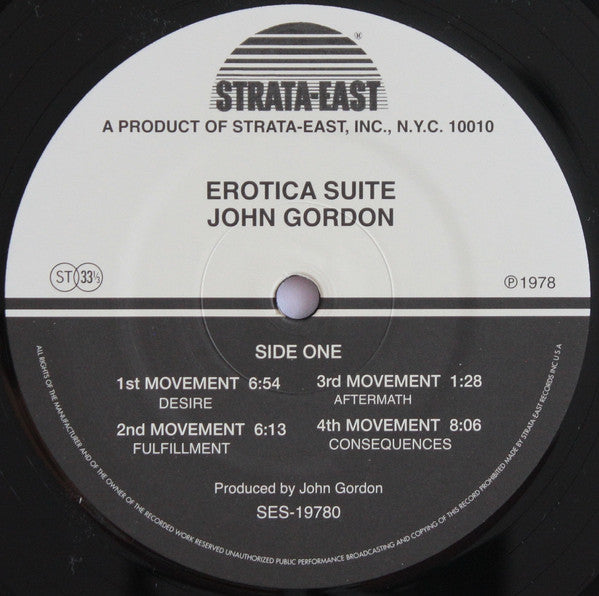 ®
STRATA-EAST
A PRODUCT OF STRATA-EAST, INC., N.Y.C. 10010
EROTICA SUITE
JOHN GORDON
ST 33⅓
℗1978
SIDE ONE
1st MOVEMENT 6:54
DESIRE
2nd MOVEMENT 6:13
FULFILLMENT
3rd MOVEMENT 1:28
AFTERMATH
4th MOVEMENT 8:06
CONSEQUENCES
Produced by John Gordon
SES-19780
ALL RIGHTS OF THE MANUFACTURER AND OF THE OWNER OF THE RECORDED WORK RESERVED UNAUTHORIZED PUBLIC PERFORMANCE BROADCASTING AND COPYING OF THIS RECORD PROHIBITED MADE BY STRATA-EAST RECORDS INC U S A